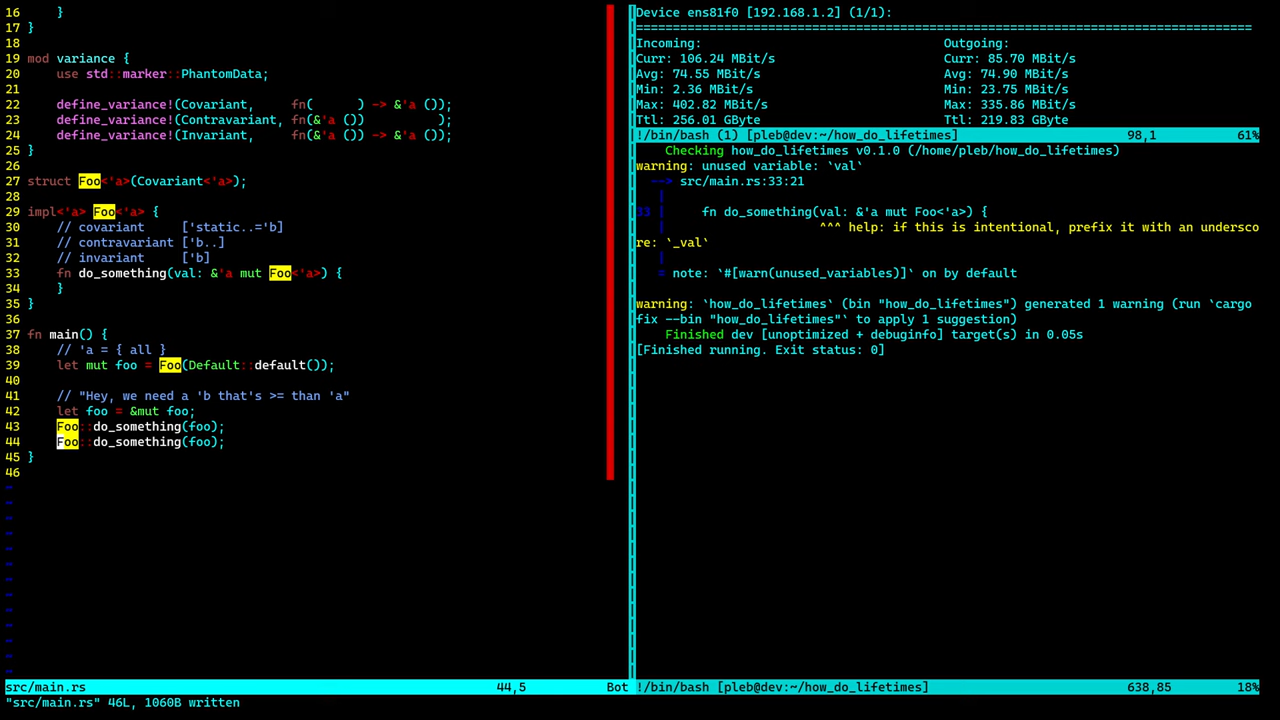 16       }
17   }
18
19 mod variance {
20     use std::marker::PhantomData;
21
22     define_variance!(Covariant,     fn(      ) -> &'a ());
23     define_variance!(Contravariant, fn(&'a ())          );
24     define_variance!(Invariant,     fn(&'a ()) -> &'a ());
25 }
26
27 struct Foo<'a>(Covariant<'a>);
28
29 impl<'a> Foo<'a> {
30     // covariant     ['static..='b]
31     // contravariant ['b..]
32     // invariant     ['b]
33     fn do_something(val: &'a mut Foo<'a>) {
34     }
35 }
36
37 fn main() {
38     // 'a = { all }
39     let mut foo = Foo(Default::default());
40
41     // "Hey, we need a 'b that's >= than 'a"
42     let foo = &mut foo;
43     Foo::do_something(foo);
44     Foo::do_something(foo);
45 }
46
~
~
~
~
~
~
~
~
~
~
~
~
~
src/main.rs 44,5 Bot
"src/main.rs" 46L, 1060B written
Device ens81f0 [192.168.1.2] (1/1):
=====================================================================================
Incoming: Outgoing:
Curr: 106.24 MBit/s Curr: 85.70 MBit/s
Avg: 74.55 MBit/s Avg: 74.90 MBit/s
Min: 2.36 MBit/s Min: 23.75 MBit/s
Max: 402.82 MBit/s Max: 335.86 MBit/s
Ttl: 256.01 GByte Ttl: 219.83 GByte
!/bin/bash (1) [pleb@dev:~/how_do_lifetimes] 98,1 61%
Checking how_do_lifetimes v0.1.0 (/home/pleb/how_do_lifetimes)
warning: unused variable: `val`
--> src/main.rs:33:21
|
33 |     fn do_something(val: &'a mut Foo<'a>) {
^^^ help: if this is intentional, prefix it with an undersco
re: `_val`
|
= note: `#[warn(unused_variables)]` on by default
warning: `how_do_lifetimes` (bin "how_do_lifetimes") generated 1 warning (run `cargo
fix --bin "how_do_lifetimes"` to apply 1 suggestion)
Finished dev [unoptimized + debuginfo] target(s) in 0.05s
[Finished running. Exit status: 0]
!/bin/bash [pleb@dev:~/how_do_lifetimes] 638,85 18%